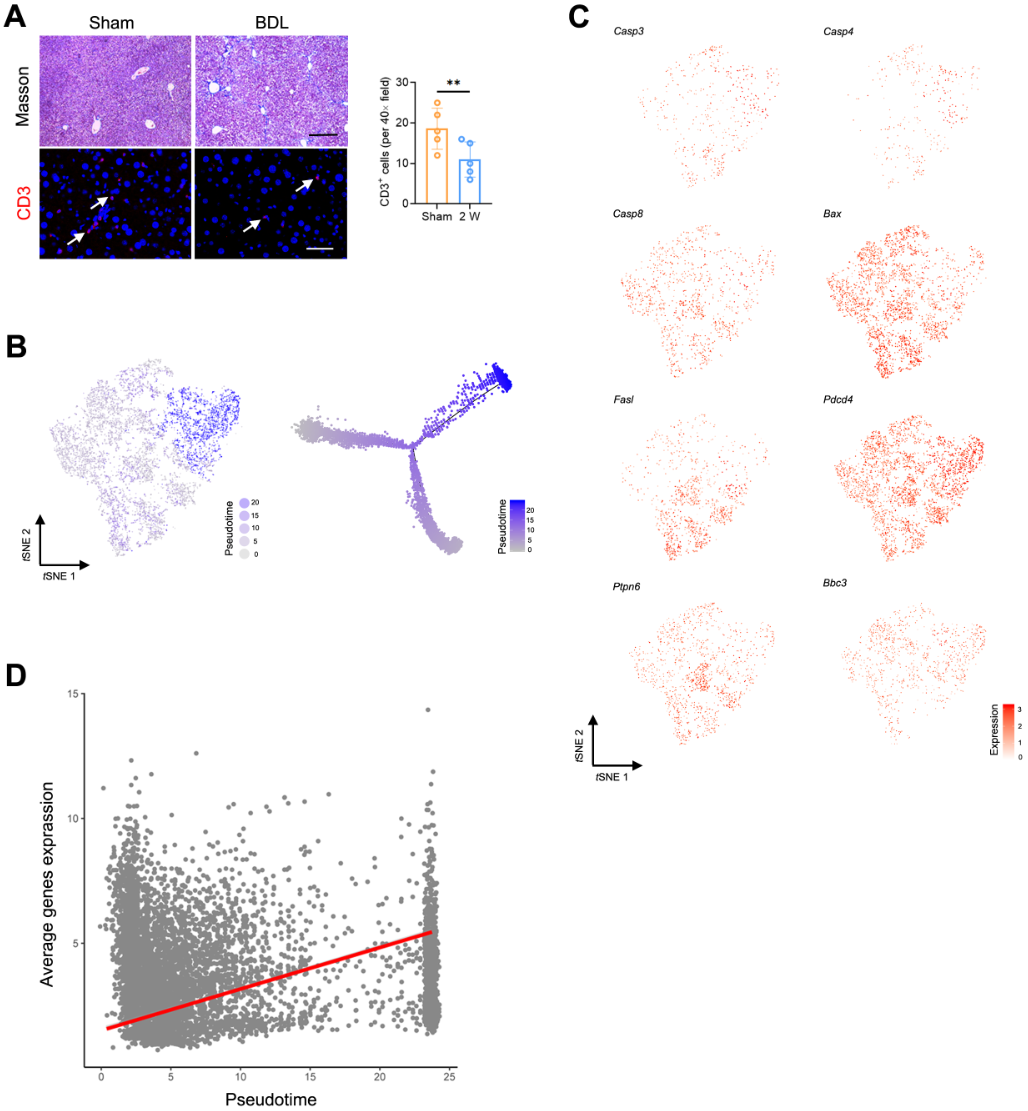 A
Sham
BDL
Masson
CD3
CD3+ cells (per 40× field)
30
20
10
0
**
Sham
2 W
B
tSNE 2
tSNE 1
Pseudotime
20
15
10
5
0
Pseudotime
20
15
10
5
0
C
Casp3
Casp4
Casp8
Bax
Fasl
Pdcd4
Ptpn6
Bbc3
tSNE 2
tSNE 1
Expression
3
2
1
0
D
Average genes exprassion
15
10
5
0
5
10
15
20
25
Pseudotime